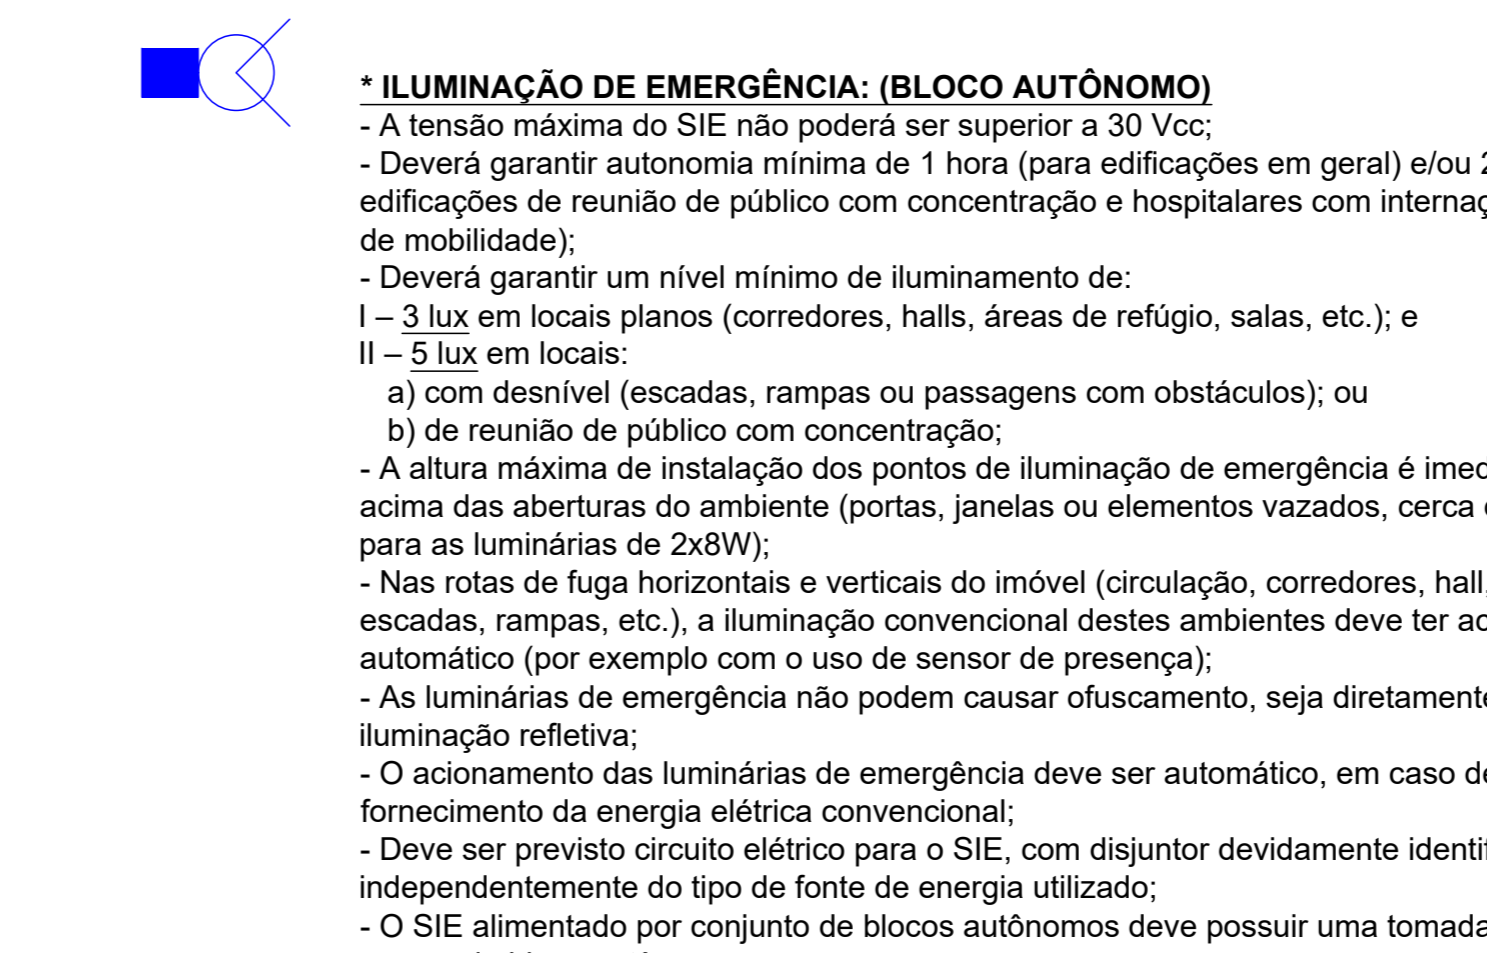 * ILUMINAÇÃO DE EMERGÊNCIA: (BLOCO AUTÔNOMO)
- A tensão máxima do SIE não poderá ser superior a 30 Vcc;
- Deverá garantir autonomia mínima de 1 hora (para edificações em geral) e/ou
edificações de reunião de público com concentração e hospitalares com
de mobilidade);
- Deverá garantir um nível mínimo de iluminamento de:
I – 3 lux em locais planos (corredores, halls, áreas de refúgio, salas, etc.); e
II – 5 lux em locais:
a) com desnível (escadas, rampas ou passagens com obstáculos); ou
b) de reunião de público com concentração;
- A altura máxima de instalação dos pontos de iluminação de emergência é
acima das aberturas do ambiente (portas, janelas ou elementos vazados, cerca
para as luminárias de 2x8W);
- Nas rotas de fuga horizontais e verticais do imóvel (circulação, corredores, hall,
escadas, rampas, etc.), a iluminação convencional destes ambientes deve ter
automático (por exemplo com o uso de sensor de presença);
- As luminárias de emergência não podem causar ofuscamento, seja diretamente
iluminação refletiva;
- O acionamento das luminárias de emergência deve ser automático, em caso de
fornecimento da energia elétrica convencional;
- Deve ser previsto circuito elétrico para o SIE, com disjuntor devidamente
independentemente do tipo de fonte de energia utilizado;
- O SIE alimentado por conjunto de blocos autônomos deve possuir uma tomada